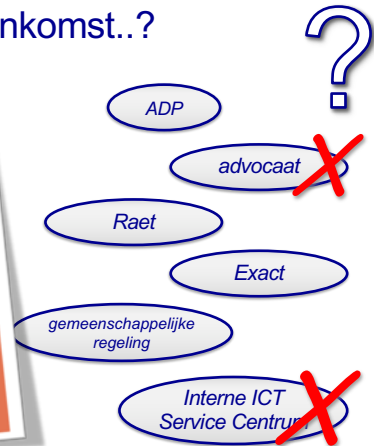 nkomst..?
?
ADP
advocaat
Raet
Exact
gemeenschappelijke
regeling
Interne ICT
Service Centrum